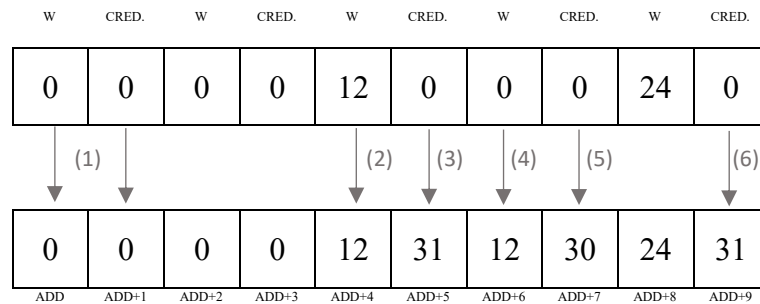 W CRED. W CRED. W CRED. W CRED. W CRED.
0 0 0 0 12 0 0 0 24 0
(1) (2) (3) (4) (5) (6)
0 0 0 0 12 31 12 30 24 31
ADD ADD+1 ADD+2 ADD+3 ADD+4 ADD+5 ADD+6 ADD+7 ADD+8 ADD+9